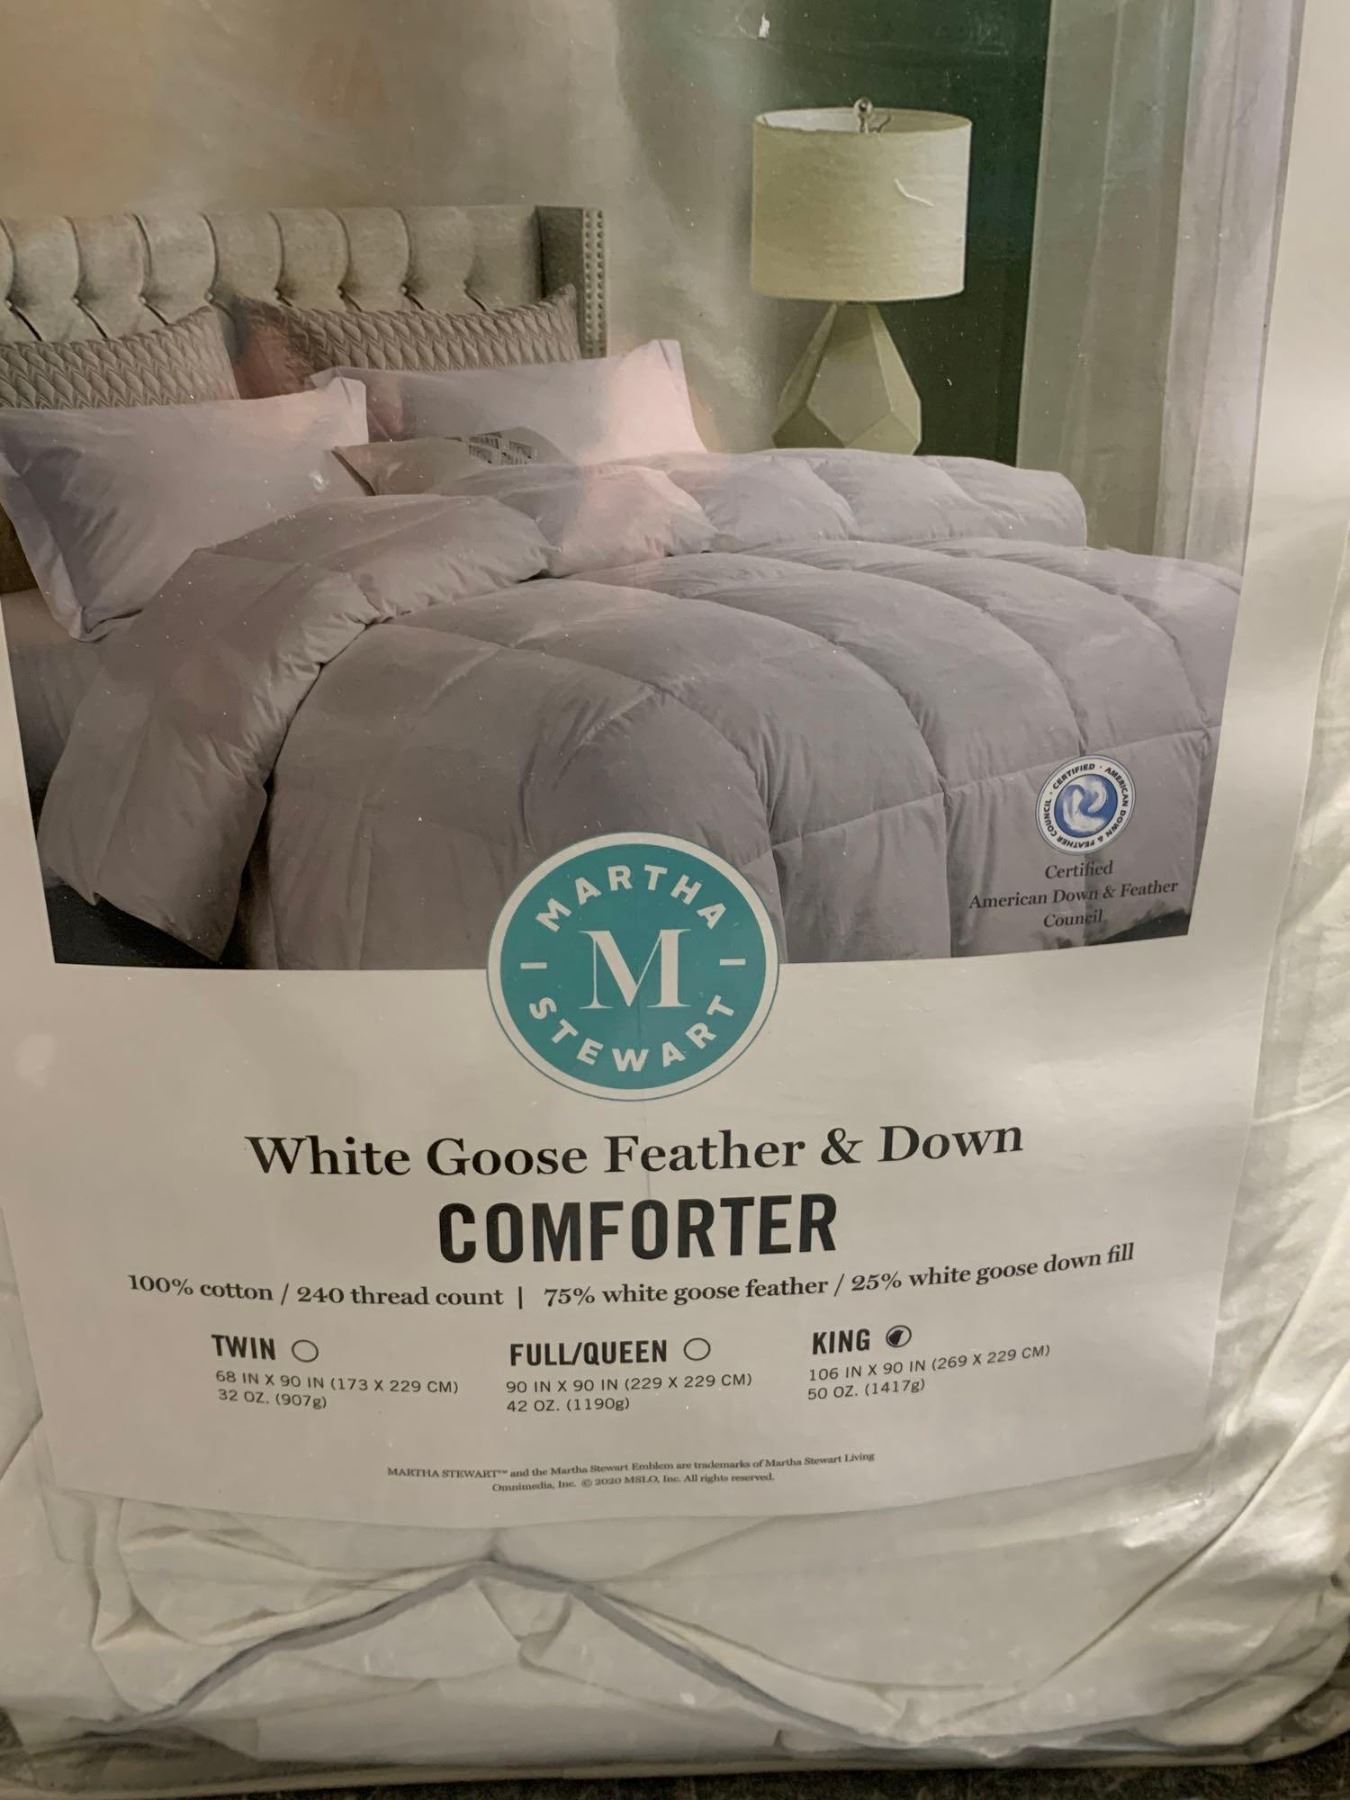 CERTIFIED · AMERICAN DOWN & FEATHER COUNCIL ·
Certified
American Down & Feather
Council
MARTHA
M
STEWART
White Goose Feather & Down
COMFORTER
100% cotton / 240 thread count | 75% white goose feather / 25% white goose down fill
TWIN
68 IN X 90 IN (173 X 229 CM)
32 OZ. (907g)
FULL/QUEEN
90 IN X 90 IN (229 X 229 CM)
42 OZ. (1190g)
KING
106 IN X 90 IN (269 X 229 CM)
50 OZ. (1417g)
MARTHA STEWART™ and the Martha Stewart Emblem are trademarks of Martha Stewart Living
Omnimedia, Inc. © 2020 MSLO, Inc. All rights reserved.